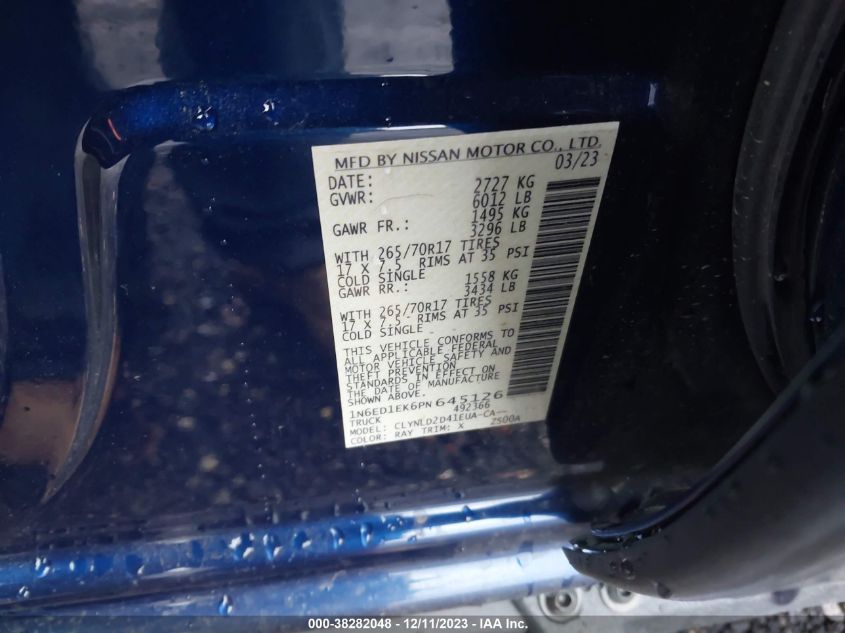 MFD BY NISSAN MOTOR CO., LTD.
DATE: 03/23
GVWR: 2727 KG
6012 LB
GAWR FR.: 1495 KG
3296 LB
WITH 265/70R17 TIRES
17 X 7.5 RIMS AT 35 PSI
COLD SINGLE
GAWR RR.: 1558 KG
3434 LB
WITH 265/70R17 TIRES
17 X 7.5 RIMS AT 35 PSI
COLD SINGLE
THIS VEHICLE CONFORMS TO
ALL APPLICABLE FEDERAL
MOTOR VEHICLE SAFETY AND
THEFT PREVENTION
STANDARDS IN EFFECT ON
THE DATE OF MANUFACTURE
SHOWN ABOVE.
1N6ED1EK6PN645126
TRUCK 492366
MODEL: CLYNLD2D41EUA-CA--
COLOR: RAY TRIM: X Z500A
000-38282048 - 12/11/2023 - IAA Inc.